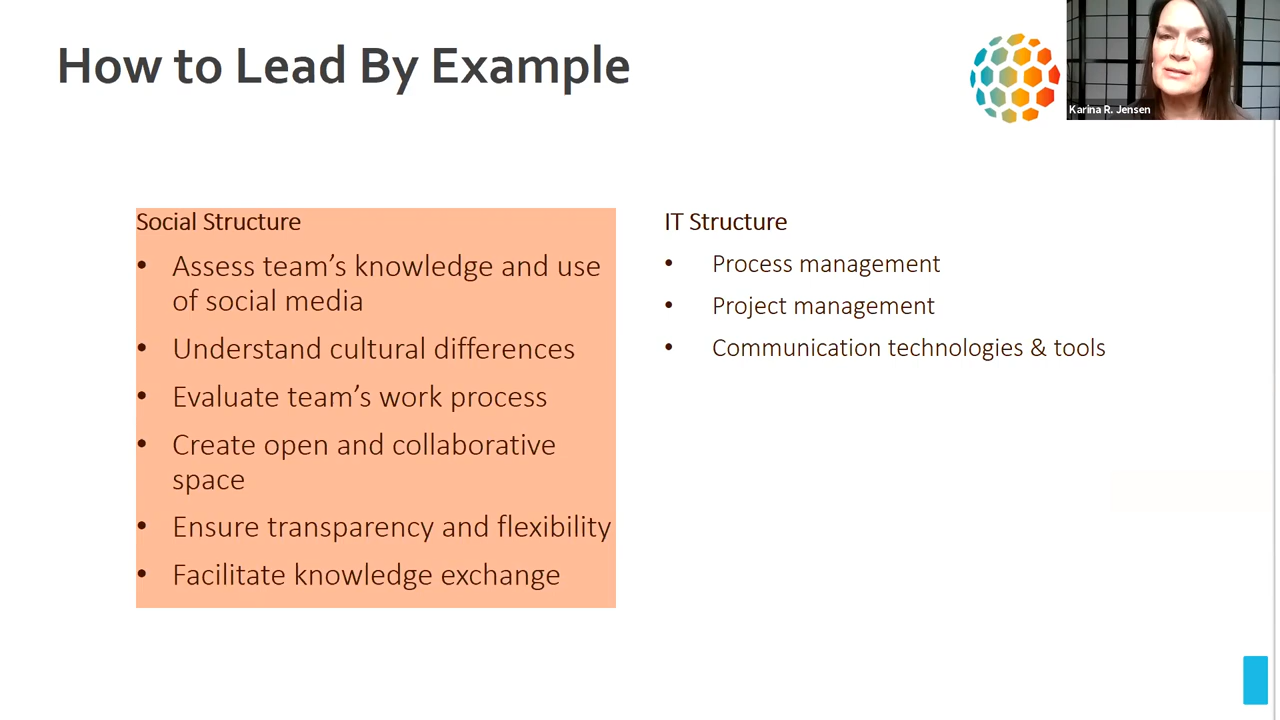 How to Lead By Example
Karina R. Jensen
Social Structure
• Assess team’s knowledge and use
of social media
• Understand cultural differences
• Evaluate team’s work process
• Create open and collaborative
space
• Ensure transparency and flexibility
• Facilitate knowledge exchange
IT Structure
• Process management
• Project management
• Communication technologies & tools